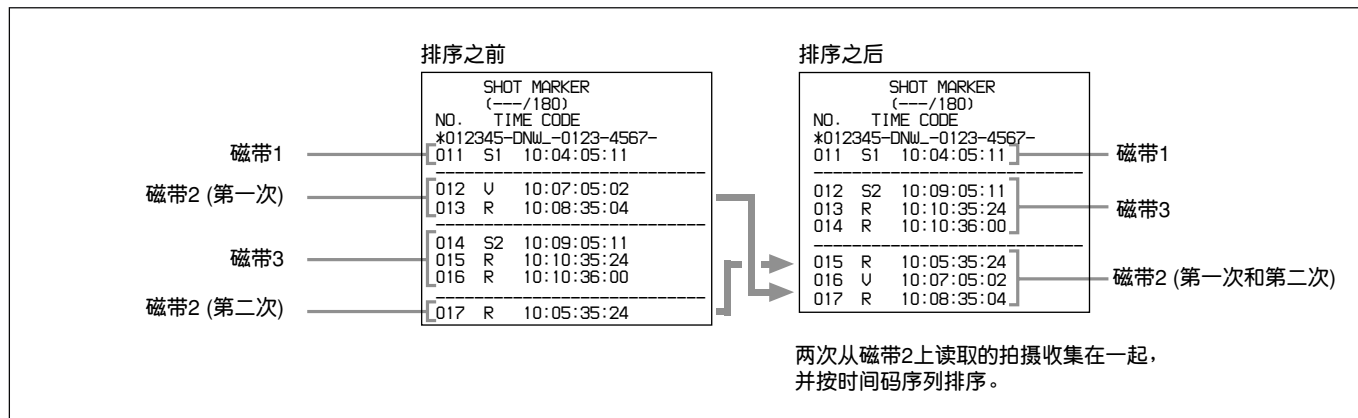 排序之前
SHOT MARKER
(---/180)
NO. TIME CODE
*012345-DNW_-0123-4567-
011 S1 10:04:05:11
012 V 10:07:05:02
013 R 10:08:35:04
014 S2 10:09:05:11
015 R 10:10:35:24
016 R 10:10:36:00
017 R 10:05:35:24
磁带1
磁带2 (第一次)
磁带3
磁带2 (第二次)
排序之后
SHOT MARKER
(---/180)
NO. TIME CODE
*012345-DNW_-0123-4567-
011 S1 10:04:05:11
012 S2 10:09:05:11
013 R 10:10:35:24
014 R 10:10:36:00
015 R 10:05:35:24
016 V 10:07:05:02
017 R 10:08:35:04
磁带1
磁带3
磁带2 (第一次和第二次)
两次从磁带2上读取的拍摄收集在一起，
并按时间码序列排序。